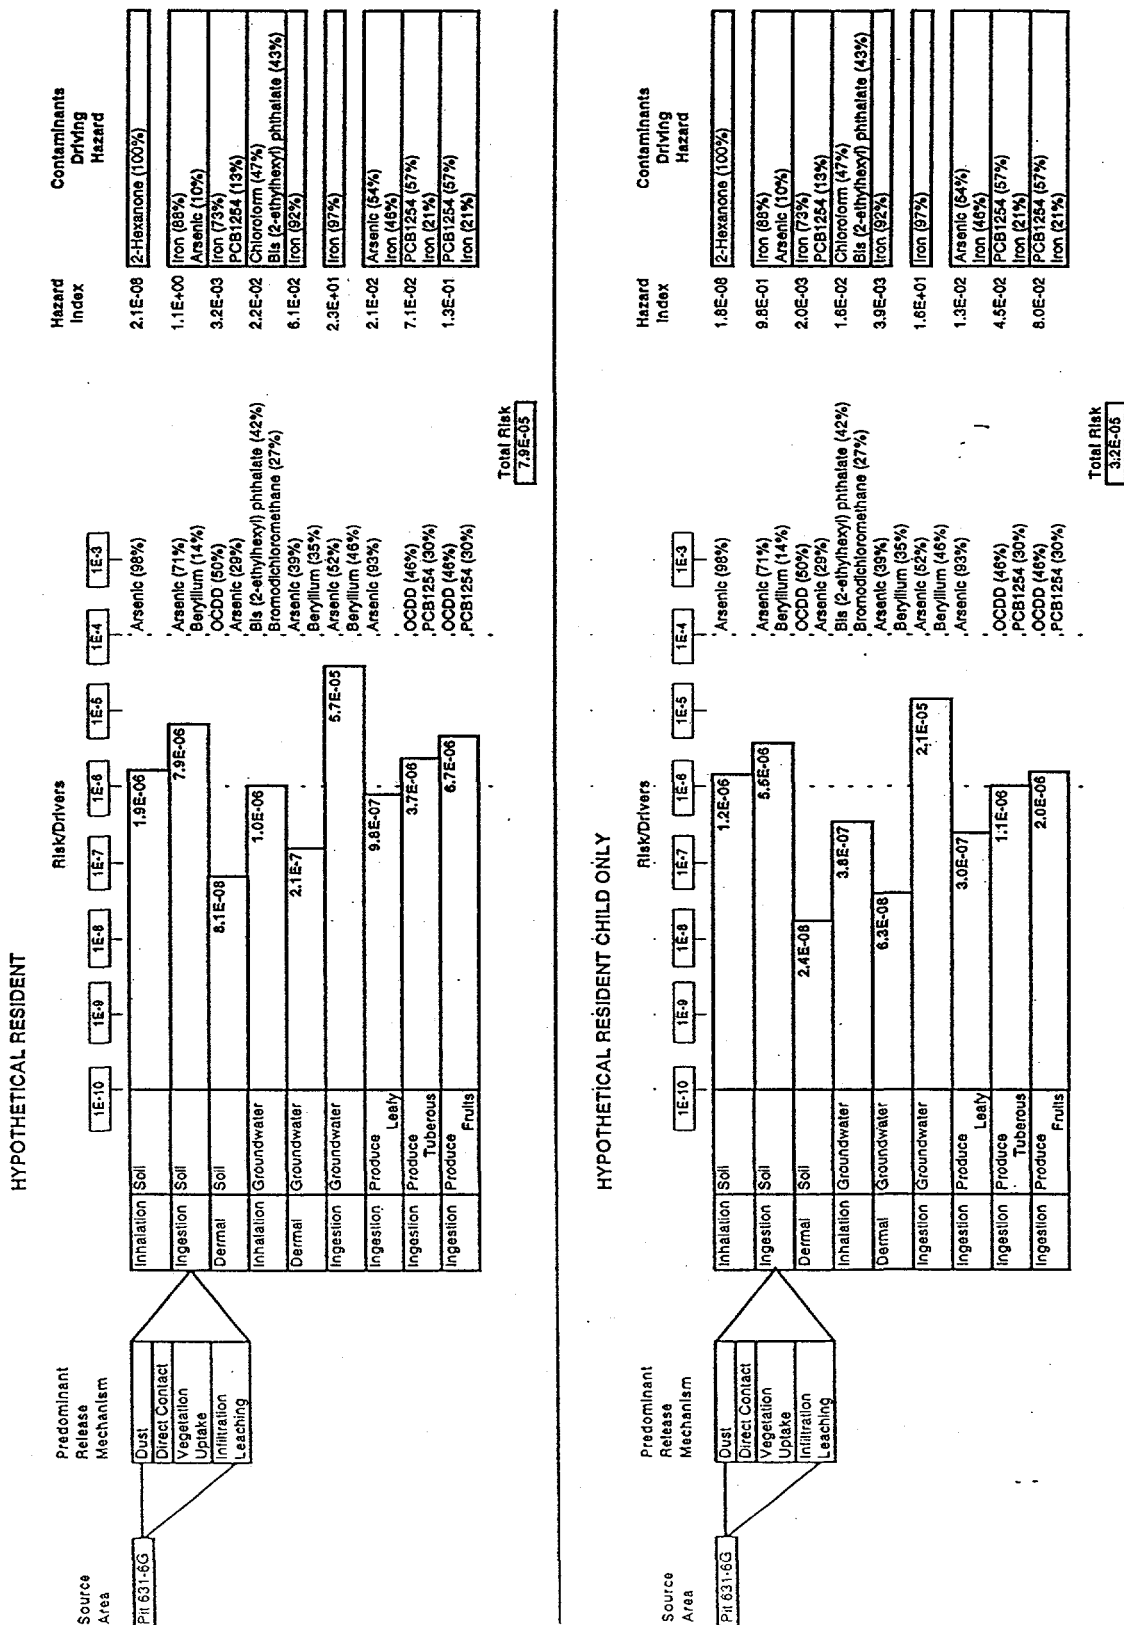 HYPOTHETICAL RESIDENT
Source
Area
Predominant
Release
Mechanism
Risk/Drivers
Hazard
Index
Contaminants
Driving
Hazard
1E-10
1E-9
1E-8
1E-7
1E-6
1E-5
1E-4
1E-3
Pit 631-6G
Dust
Direct Contact
Vegetation
Uptake
Infiltration
Leaching
Inhalation Soil 1.9E-06 Arsenic (98%) 2.1E-08 2-Hexanone (100%)
Ingestion Soil 7.9E-06 Arsenic (71%) 1.1E+00 Iron (88%)
Beryllium (14%) Arsenic (10%)
Dermal Soil 8.1E-08 OCDD (50%) 3.2E-03 Iron (73%)
Arsenic (29%) PCB1254 (13%)
Inhalation Groundwater 1.0E-06 Bis (2-ethylhexyl) phthalate (42%) 2.2E-02 Chloroform (47%)
Bromodichloromethane (27%) Bis (2-ethylhexyl) phthalate (43%)
Dermal Groundwater 2.1E-7 Arsenic (39%) 6.1E-02 Iron (92%)
Beryllium (35%)
Ingestion Groundwater 5.7E-05 Arsenic (52%) 2.3E+01 Iron (97%)
Beryllium (46%)
Ingestion Produce 9.8E-07 Arsenic (93%) 2.1E-02 Arsenic (54%)
Leafy Iron (46%)
Ingestion Produce 3.7E-06 OCDD (46%) 7.1E-02 PCB1254 (57%)
Tuberous PCB1254 (30%) Iron (21%)
Ingestion Produce 6.7E-06 OCDD (46%) 1.3E-01 PCB1254 (57%)
Fruits PCB1254 (30%) Iron (21%)
Total Risk
7.9E-05
HYPOTHETICAL RESIDENT CHILD ONLY
Source
Area
Predominant
Release
Mechanism
Risk/Drivers
Hazard
Index
Contaminants
Driving
Hazard
1E-10
1E-9
1E-8
1E-7
1E-6
1E-5
1E-4
1E-3
Pit 631-6G
Dust
Direct Contact
Vegetation
Uptake
Infiltration
Leaching
Inhalation Soil 1.2E-06 Arsenic (98%) 1.8E-08 2-Hexanone (100%)
Ingestion Soil 5.5E-06 Arsenic (71%) 9.8E-01 Iron (88%)
Beryllium (14%) Arsenic (10%)
Dermal Soil 2.4E-08 OCDD (50%) 2.0E-03 Iron (73%)
Arsenic (29%) PCB1254 (13%)
Inhalation Groundwater 3.8E-07 Bis (2-ethylhexyl) phthalate (42%) 1.6E-02 Chloroform (47%)
Bromodichloromethane (27%) Bis (2-ethylhexyl) phthalate (43%)
Dermal Groundwater 6.3E-08 Arsenic (39%) 3.9E-03 Iron (92%)
Beryllium (35%)
Ingestion Groundwater 2.1E-05 Arsenic (52%) 1.6E+01 Iron (97%)
Beryllium (46%)
Ingestion Produce 3.0E-07 Arsenic (93%) 1.3E-02 Arsenic (54%)
Leafy Iron (46%)
Ingestion Produce 1.1E-06 OCDD (46%) 4.5E-02 PCB1254 (57%)
Tuberous PCB1254 (30%) Iron (21%)
Ingestion Produce 2.0E-06 OCDD (46%) 8.0E-02 PCB1254 (57%)
Fruits PCB1254 (30%) Iron (21%)
Total Risk
3.2E-05